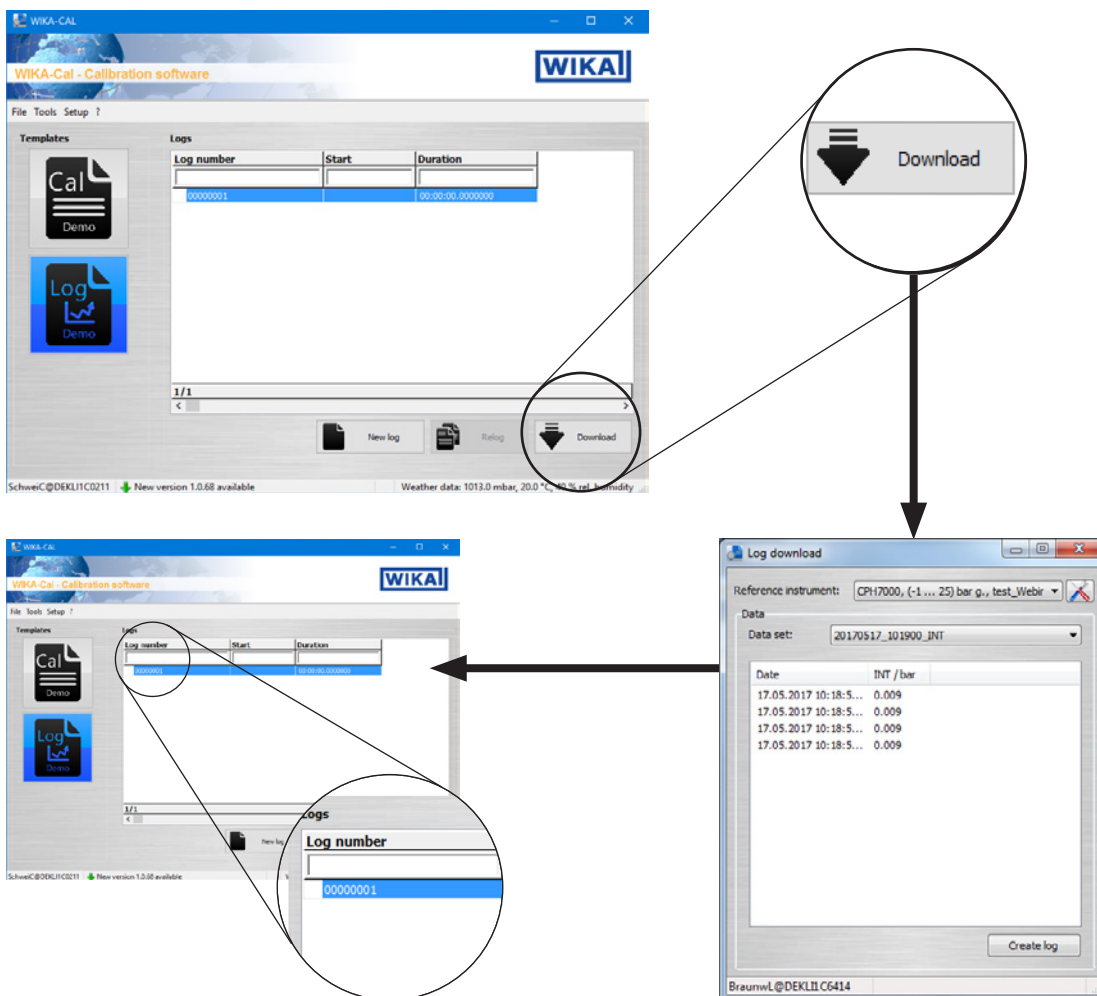 WIKA-CAL
WIKA-Cal - Calibration software
WIKA
File Tools Setup ?
Templates
Logs
Log number Start Duration
00000001 00:00:00.0000000
Cal
Demo
Log
Demo
1/1
New log Relog Download
SchweiC@DEKLI1C0211 New version 1.0.68 available Weather data: 1013.0 mbar, 20.0 °C, 40 % rel. humidity
Download
WIKA-CAL
WIKA-Cal - Calibration software
WIKA
File Tools Setup ?
Templates
Logs
Log number Start Duration
00000001 00:00:00.0000000
Cal
Demo
Log
Demo
1/1
New log
SchweiC@DEKLI1C0211 New version 1.0.68 available
Logs
Log number
00000001
Log download
Reference instrument: CPH7000, (-1 ... 25) bar g., test_Webir
Data
Data set: 20170517_101900_INT
Date INT / bar
17.05.2017 10:18:5... 0.009
17.05.2017 10:18:5... 0.009
17.05.2017 10:18:5... 0.009
17.05.2017 10:18:5... 0.009
Create log
BraunwL@DEKLI1C6414